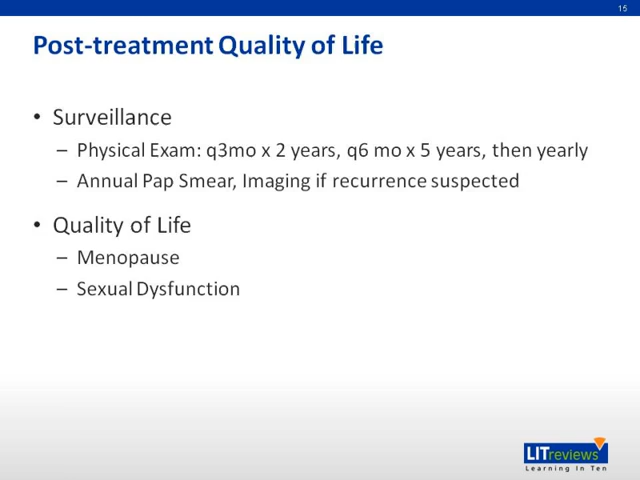 15
Post-treatment Quality of Life
• Surveillance
– Physical Exam: q3mo x 2 years, q6 mo x 5 years, then yearly
– Annual Pap Smear, Imaging if recurrence suspected
• Quality of Life
– Menopause
– Sexual Dysfunction
LITreviews
Learning In Ten